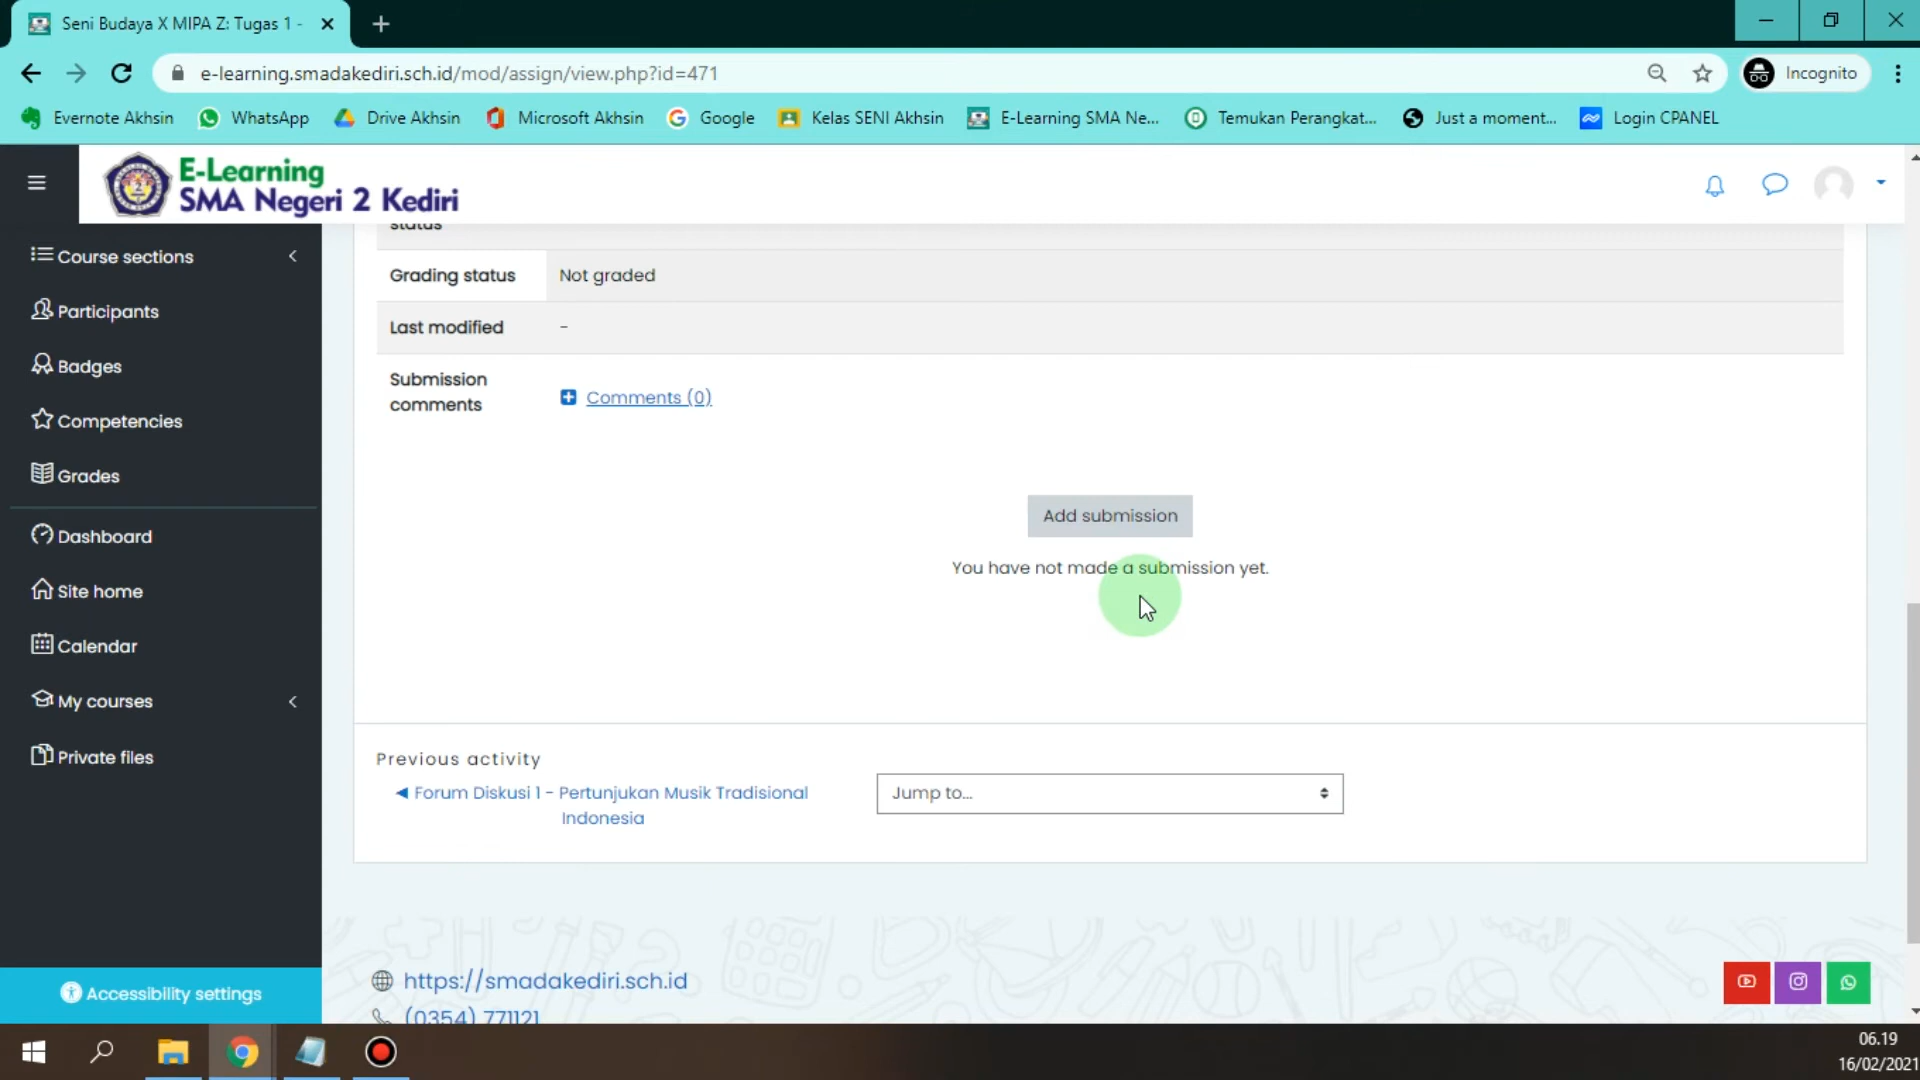 Seni Budaya X MIPA Z: Tugas 1 -
e-learning.smadakediri.sch.id/mod/assign/view.php?id=471
Incognito
Evernote Akhsin
WhatsApp
Drive Akhsin
Microsoft Akhsin
Google
Kelas SENI Akhsin
E-Learning SMA Ne...
Temukan Perangkat...
Just a moment...
Login CPANEL
E-Learning
SMA Negeri 2 Kediri
Course sections
Participants
Badges
Competencies
Grades
Dashboard
Site home
Calendar
My courses
Private files
Accessibility settings
status
Grading status Not graded
Last modified -
Submission
comments
Comments (0)
Add submission
You have not made a submission yet.
Previous activity
◄ Forum Diskusi 1 - Pertunjukan Musik Tradisional
Indonesia
Jump to...
https://smadakediri.sch.id
(0354) 771121
06.19
16/02/2021